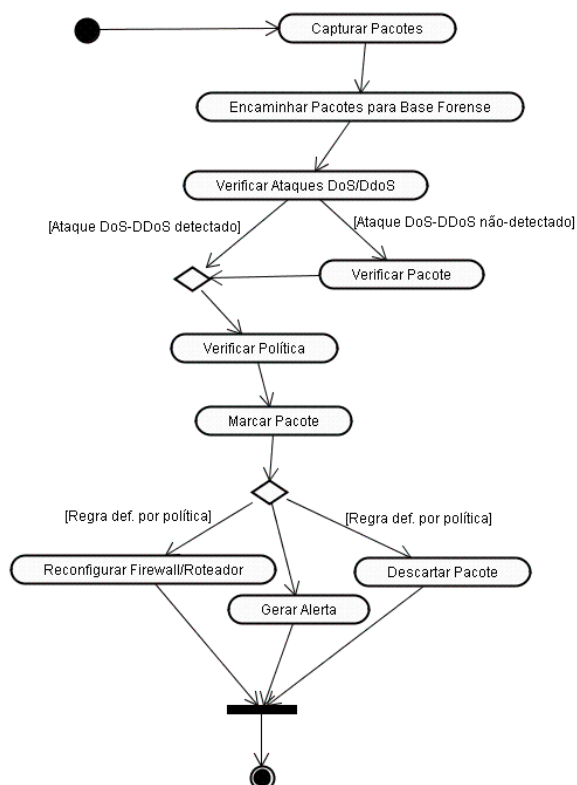 Capturar Pacotes
Encaminhar Pacotes para Base Forense
Verificar Ataques DoS/DdoS
[Ataque DoS-DDoS detectado]
[Ataque DoS-DDoS não-detectado]
Verificar Pacote
Verificar Política
Marcar Pacote
[Regra def. por política]
[Regra def. por política]
Reconfigurar Firewall/Roteador
Descartar Pacote
Gerar Alerta